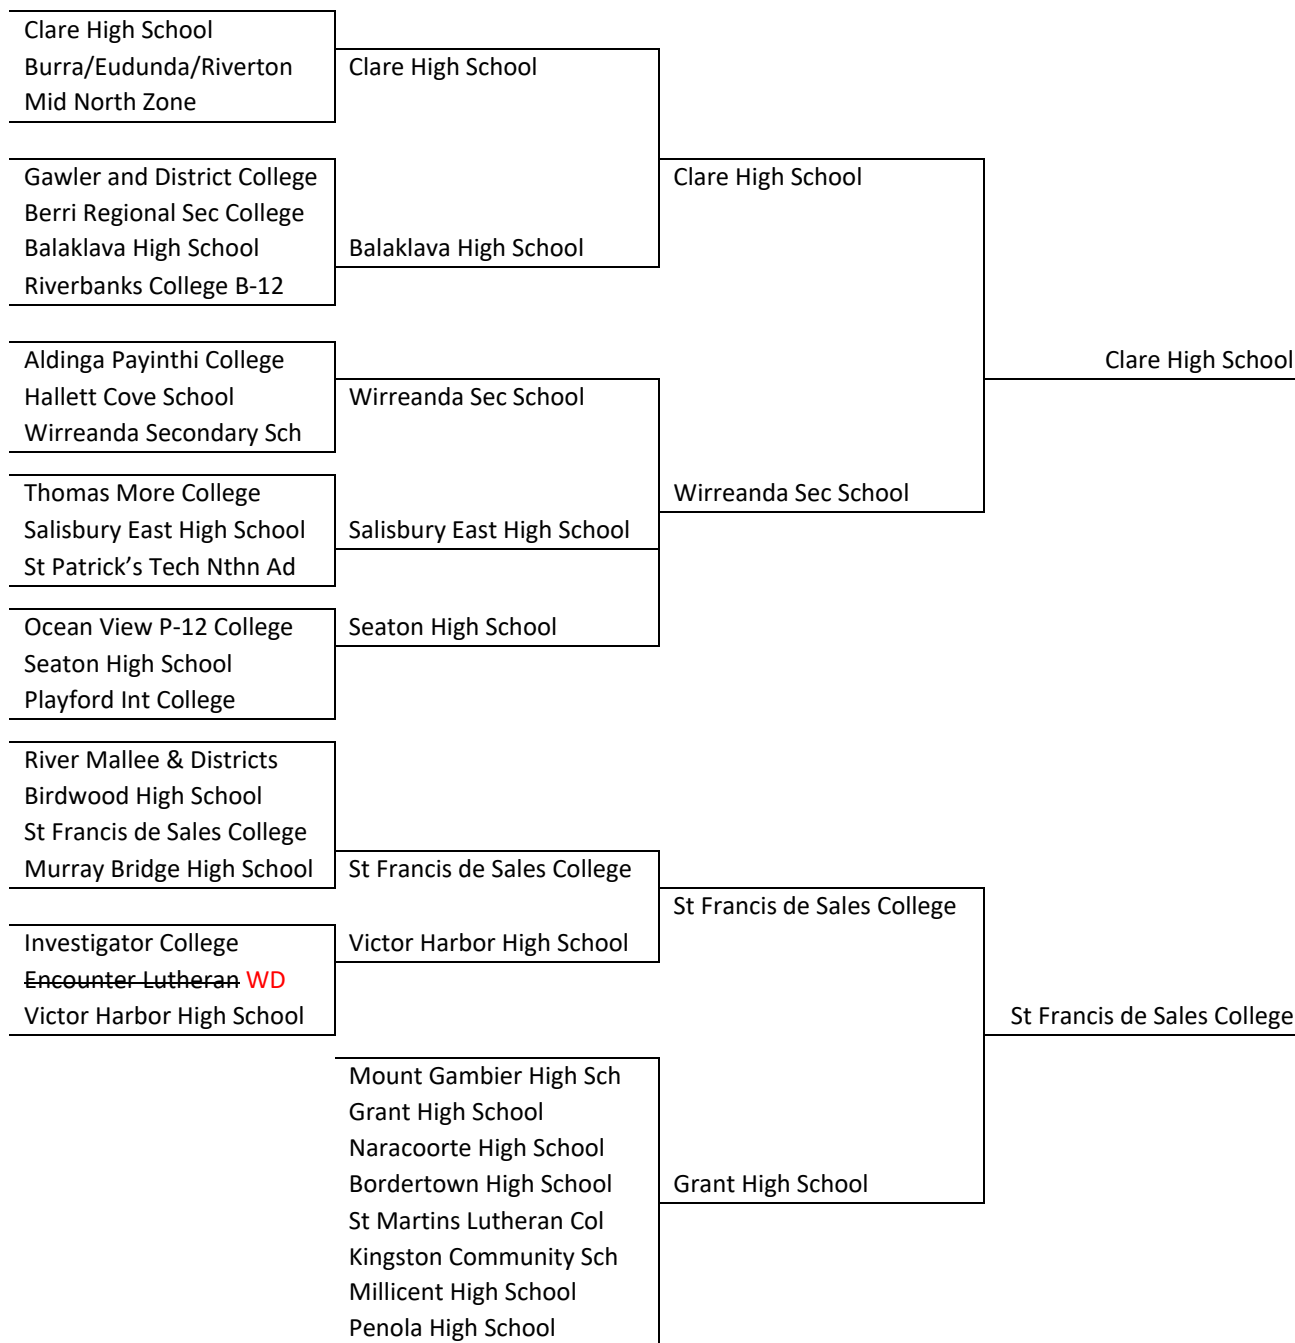 Clare High School
Burra/Eudunda/Riverton
Mid North Zone
Gawler and District College
Berri Regional Sec College
Balaklava High School
Riverbanks College B-12
Aldinga Payinthi College
Hallett Cove School
Wirreanda Secondary Sch
Thomas More College
Salisbury East High School
St Patrick’s Tech Nthn Ad
Ocean View P-12 College
Seaton High School
Playford Int College
River Mallee & Districts
Birdwood High School
St Francis de Sales College
Murray Bridge High School
Investigator College
Encounter Lutheran WD
Victor Harbor High School
Clare High School
Balaklava High School
Wirreanda Sec School
Salisbury East High School
Seaton High School
St Francis de Sales College
Victor Harbor High School
Mount Gambier High Sch
Grant High School
Naracoorte High School
Bordertown High School
St Martins Lutheran Col
Kingston Community Sch
Millicent High School
Penola High School
Clare High School
Wirreanda Sec School
St Francis de Sales College
Grant High School
Clare High School
St Francis de Sales College